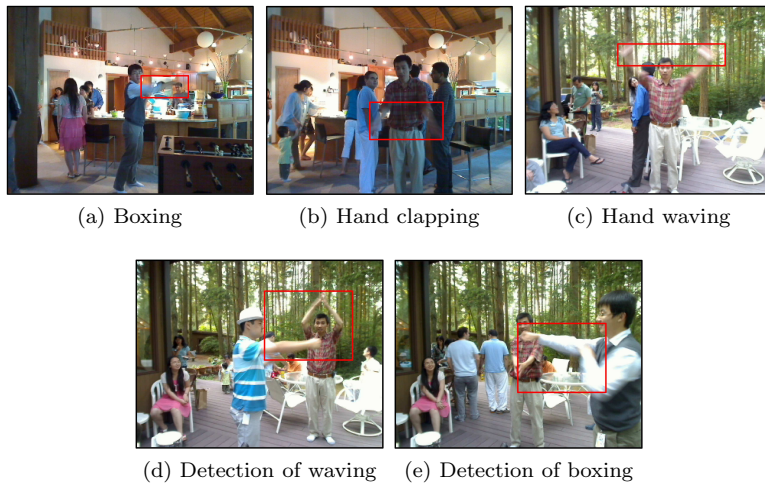 (a) Boxing
(b) Hand clapping
(c) Hand waving
(d) Detection of waving
(e) Detection of boxing